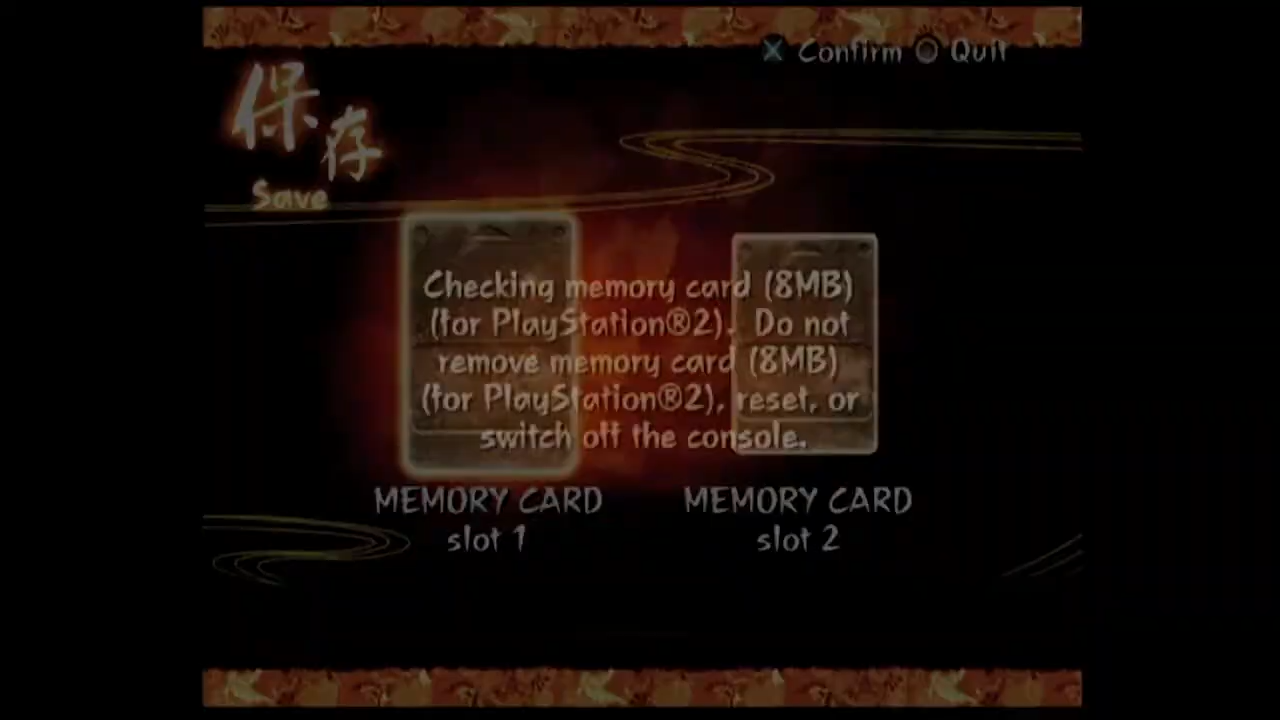 Confirm Quit
保存
Save
Checking memory card (8MB)
(for PlayStation®2). Do not
remove memory card (8MB)
(for PlayStation®2), reset, or
switch off the console.
MEMORY CARD MEMORY CARD
slot 1 slot 2